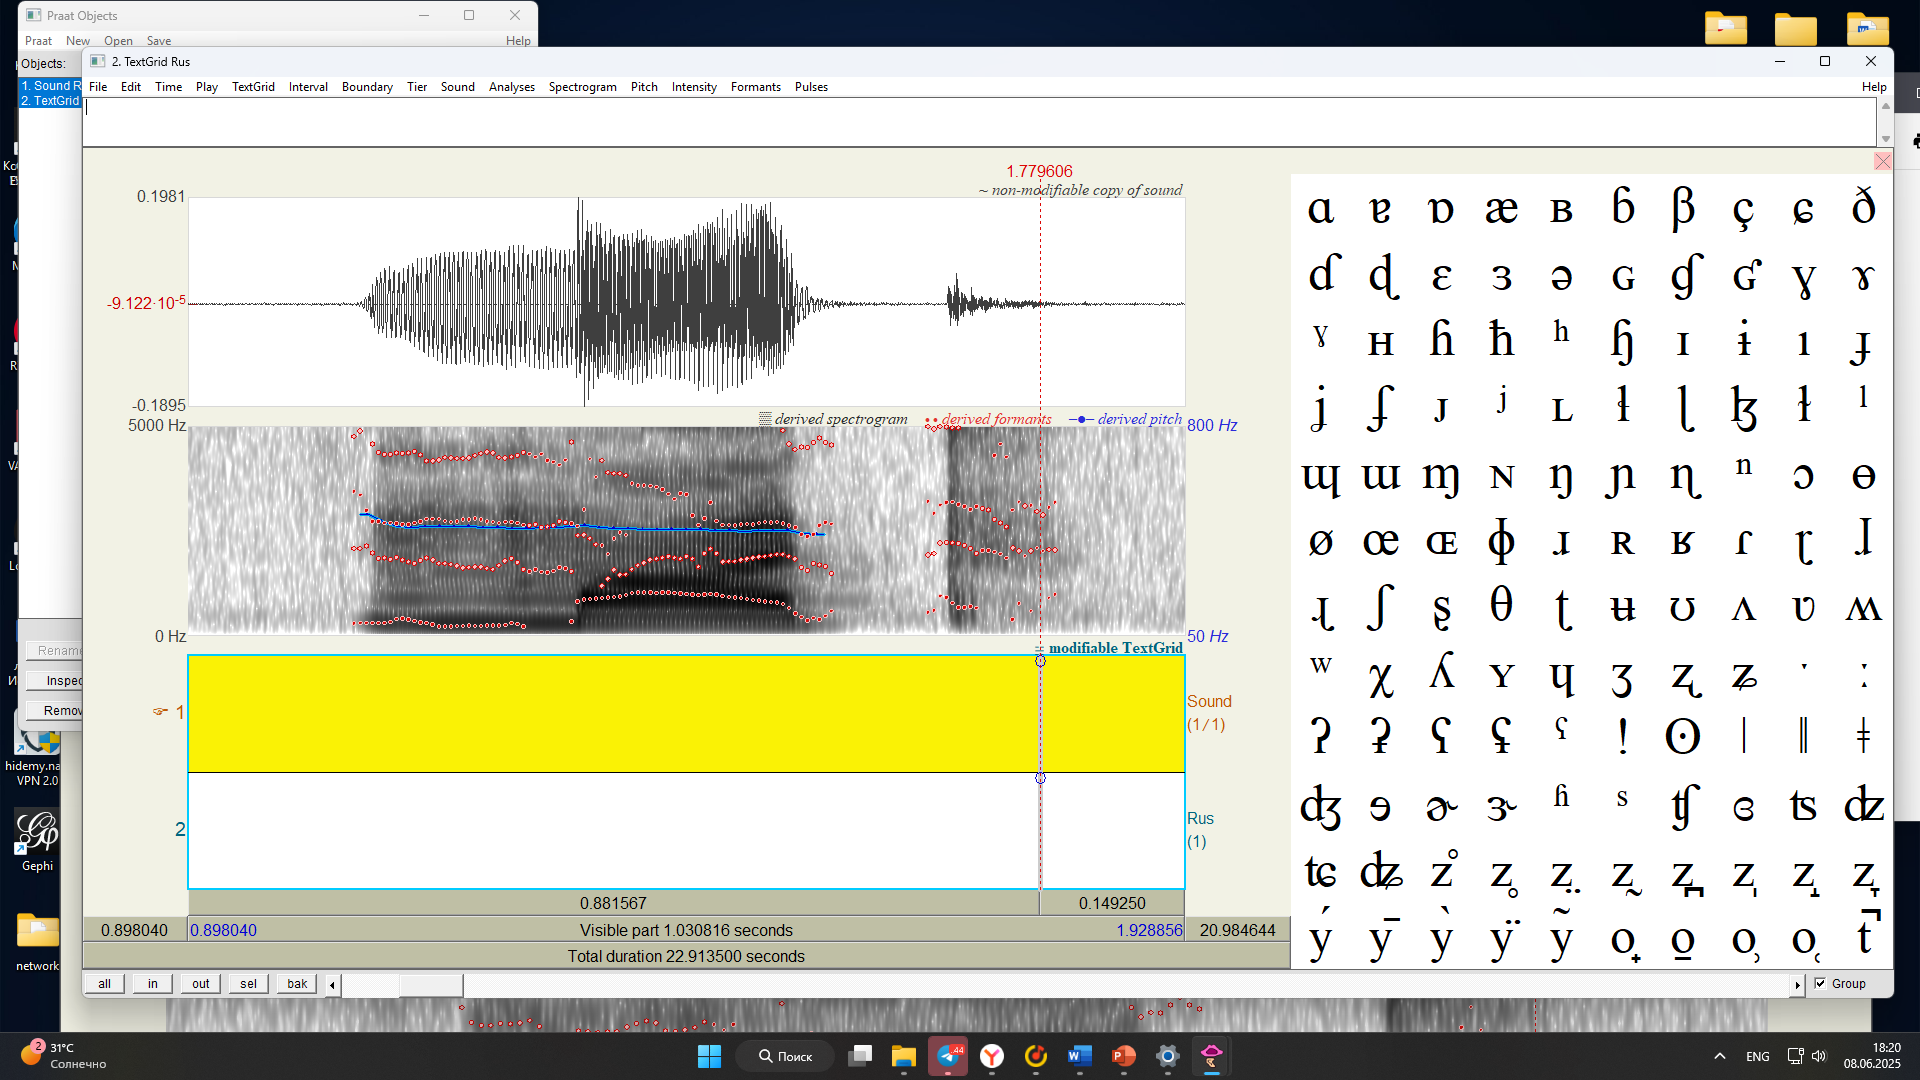 Praat Objects
Praat New Open Save Help
Objects:
1. Sound R
2. TextGrid
2. TextGrid Rus
File Edit Time Play TextGrid Interval Boundary Tier Sound Analyses Spectrogram Pitch Intensity Formants Pulses Help
1.779606
~ non-modifiable copy of sound
0.1981
-9.122·10-5
-0.1895
derived spectrogram derived formants derived pitch
5000 Hz
800 Hz
0 Hz
50 Hz
modifiable TextGrid
1
Sound
(1/1)
2
Rus
(1)
0.881567 0.149250
0.898040 0.898040 Visible part 1.030816 seconds 1.928856 20.984644
Total duration 22.913500 seconds
all in out sel bak Group
Rename
Inspec
Remov
ɑ ɐ ɒ æ ʙ ɓ β ç ɕ ð
ɗ ɖ ɛ ɜ ə ɢ ɠ ʛ ɣ ɤ
ˠ ʜ ɦ ħ ʰ ɧ ɪ ɨ ı ɟ
ʝ ʄ ᴊ ʲ ʟ ɬ ɭ ɮ ɫ ˡ
ɰ ɯ ɱ ɴ ŋ ɲ ɳ ⁿ ɔ ɵ
ø œ ɶ ɸ ɹ ʀ ʁ ɾ ʈ ɺ
ɻ ʃ ʂ θ ƫ ʉ ʊ ʌ ʋ ʍ
ʷ χ ʎ ʏ ɥ ʒ ʐ ʑ ˑ ː
ʔ ʡ ʕ ʢ ˤ ! ʘ ǀ ǁ ǂ
ʤ ɘ ɚ ɝ ʱ ˢ ʧ ɞ ʦ ʣ
ʨ ʥ
hidemy.na
VPN 2.0
Gephi
network
31°C
Солнечно
2
Поиск
44
ENG
18:20
08.06.2025